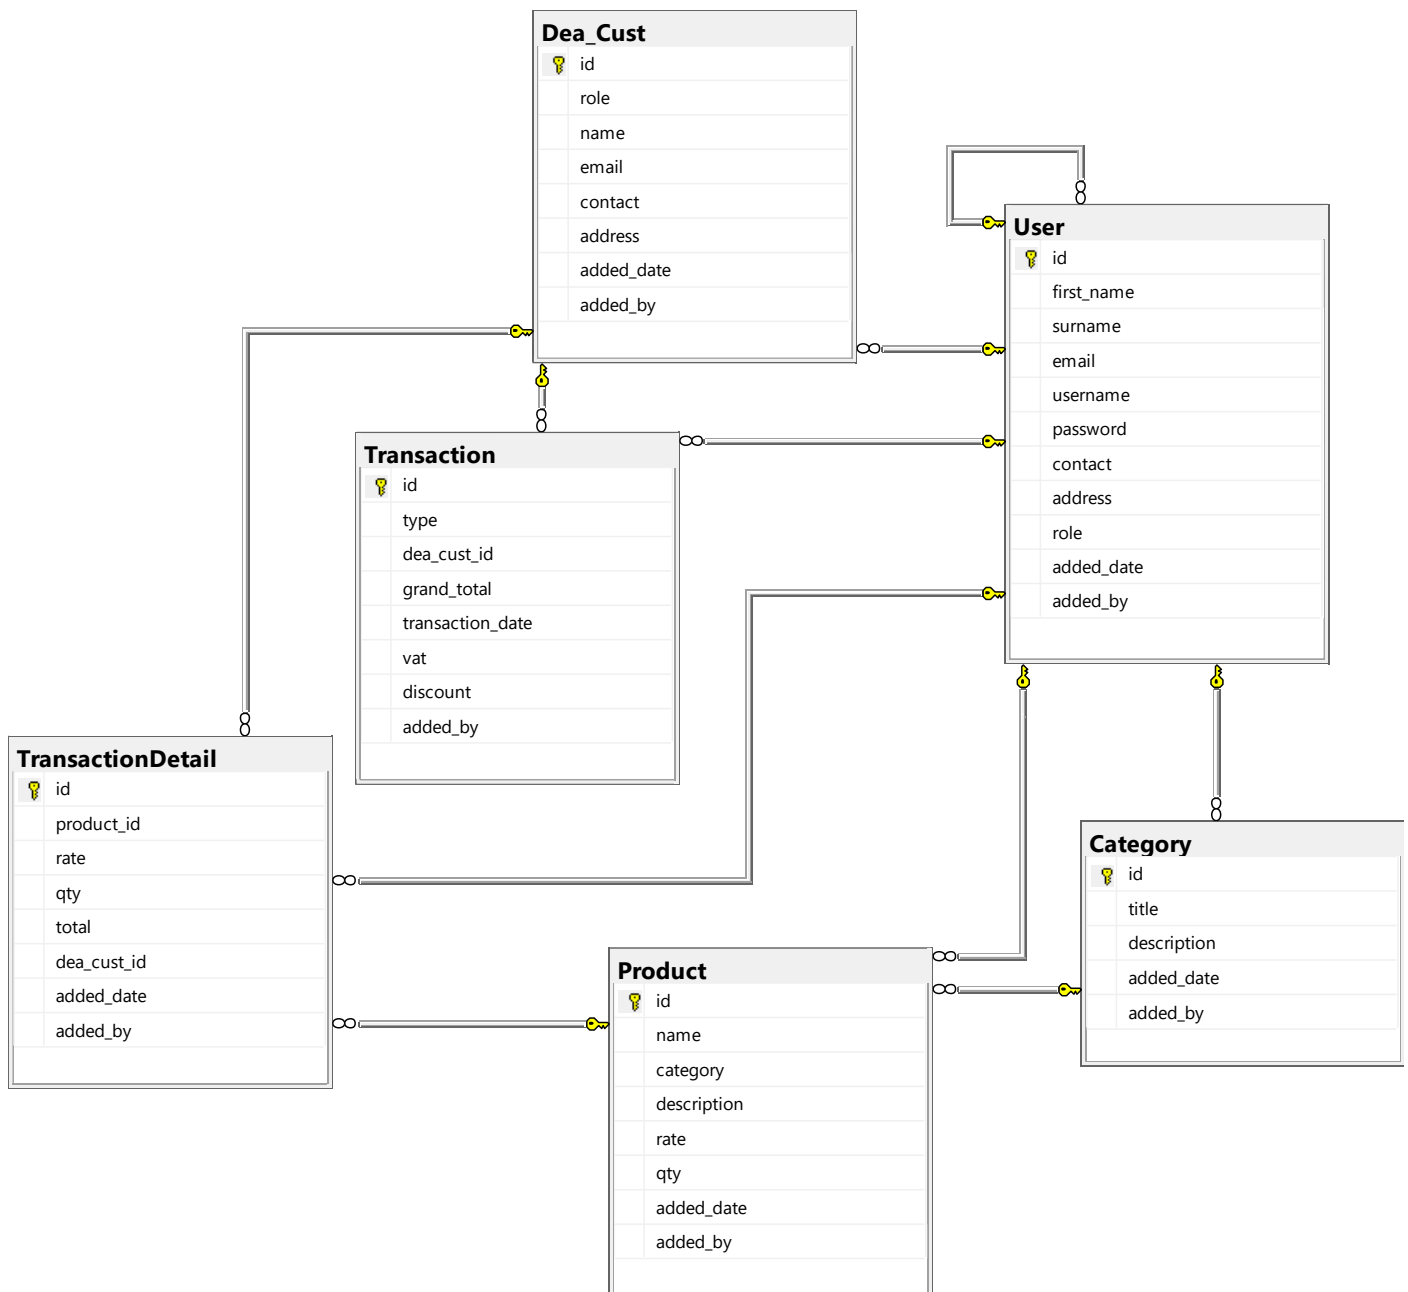 Dea_Cust
id
role
name
email
contact
address
added_date
added_by
User
id
first_name
surname
email
username
password
contact
address
role
added_date
added_by
Transaction
id
type
dea_cust_id
grand_total
transaction_date
vat
discount
added_by
TransactionDetail
id
product_id
rate
qty
total
dea_cust_id
added_date
added_by
Category
id
title
description
added_date
added_by
Product
id
name
category
description
rate
qty
added_date
added_by